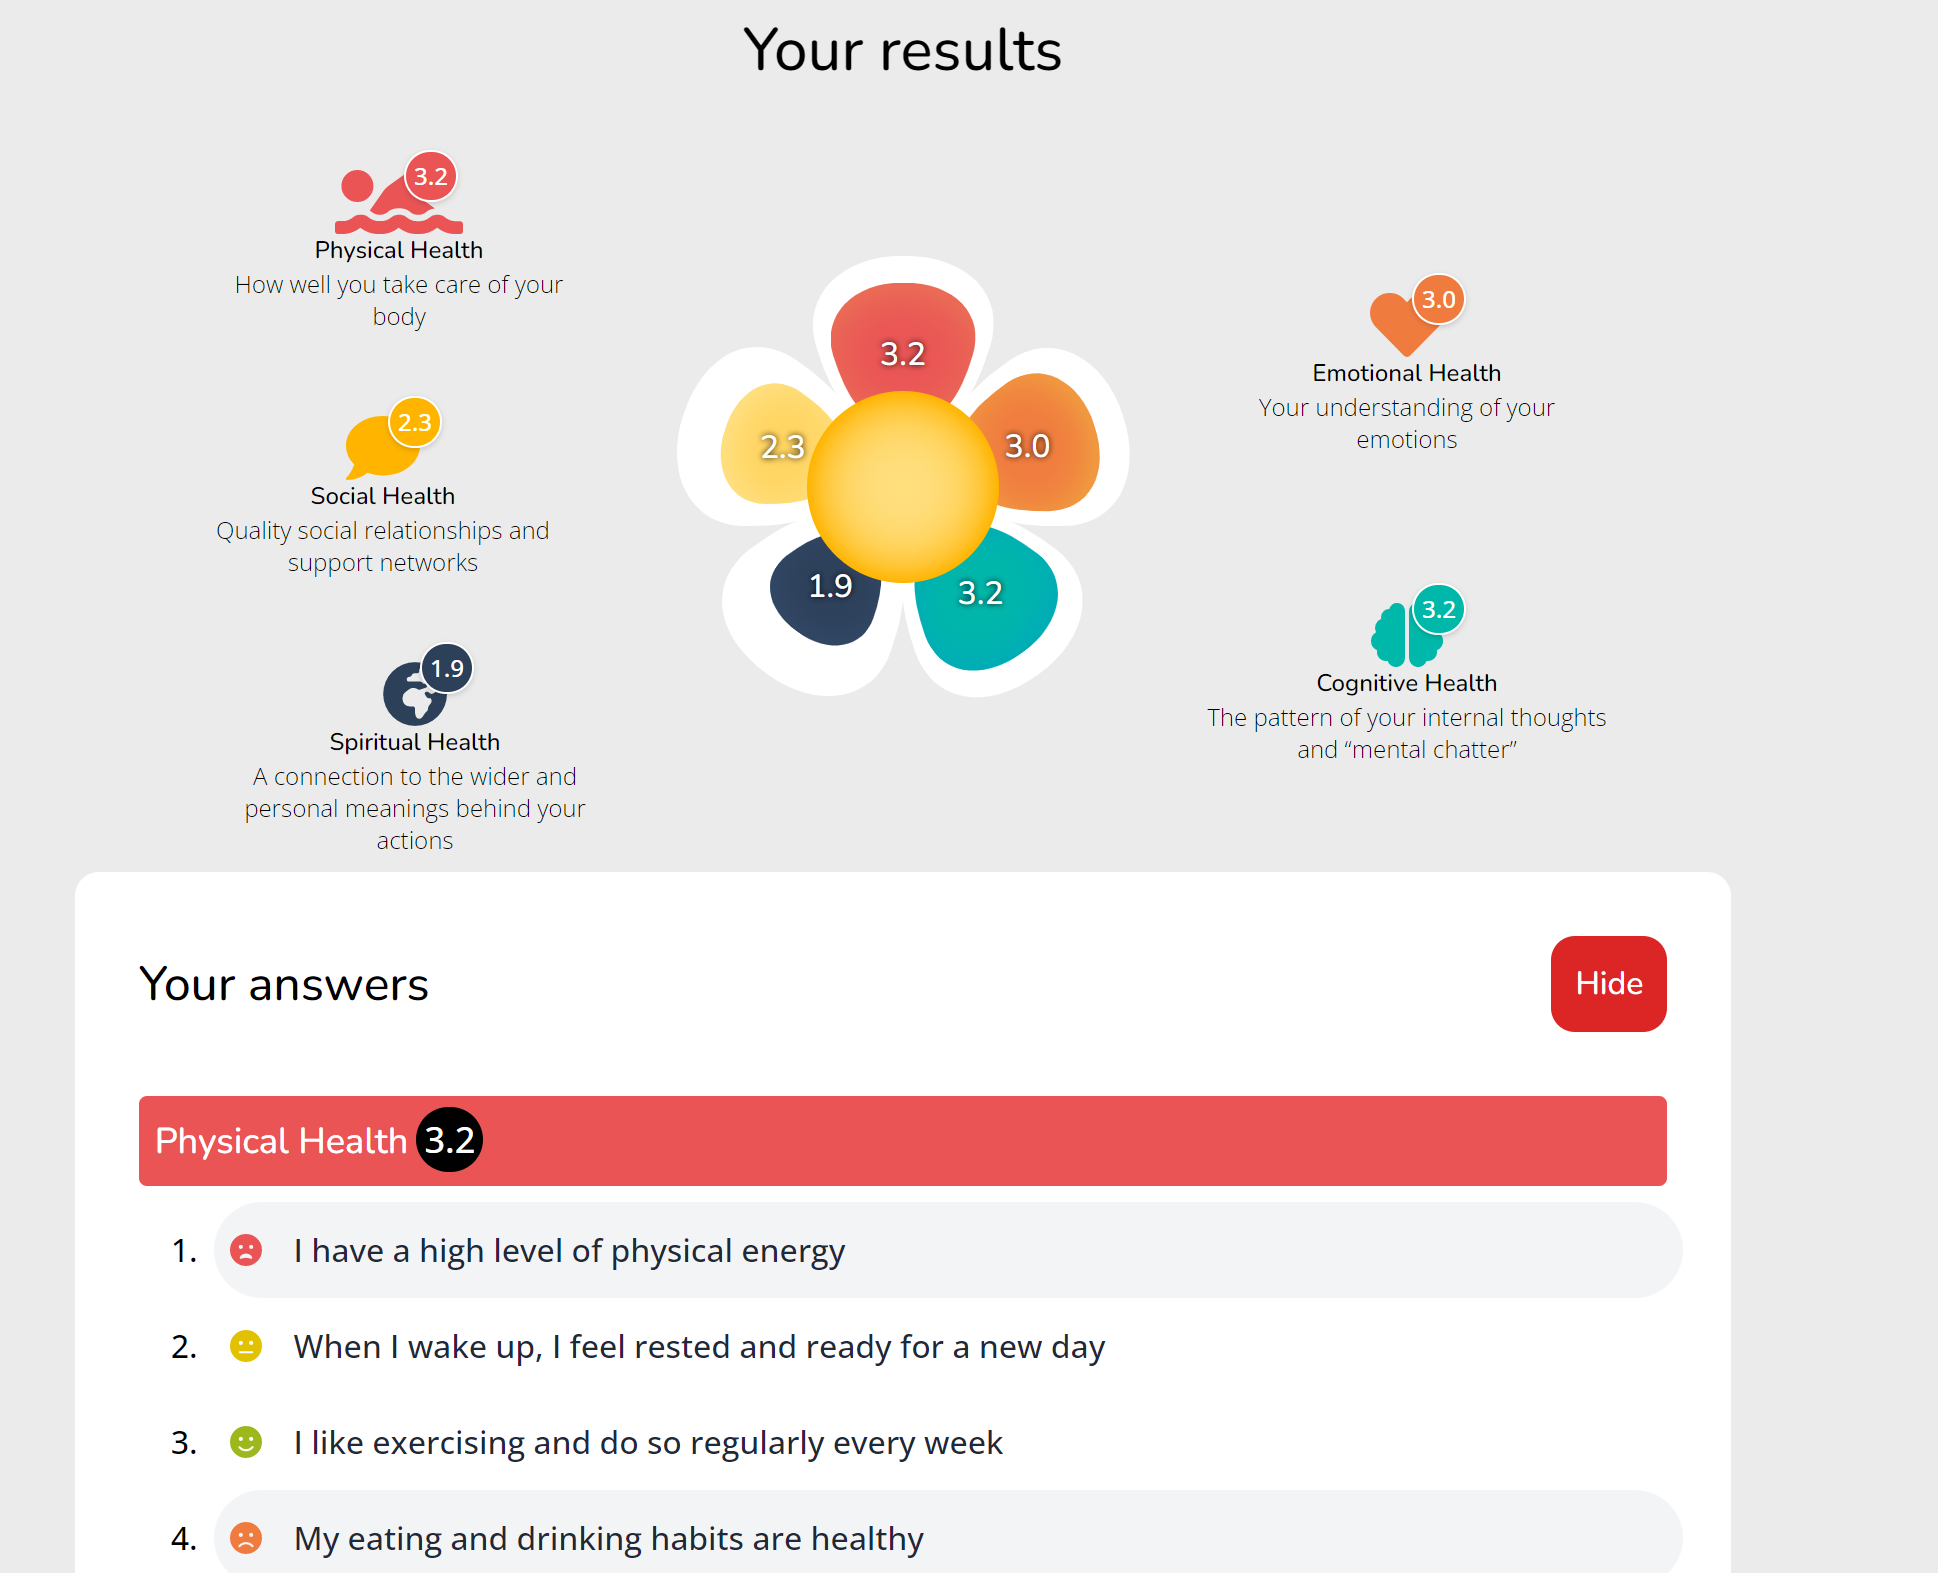 Your results
3.2
Physical Health
How well you take care of your
body
2.3
Social Health
Quality social relationships and
support networks
1.9
Spiritual Health
A connection to the wider and
personal meanings behind your
actions
3.2
2.3
3.0
1.9
3.2
3.0
Emotional Health
Your understanding of your
emotions
3.2
Cognitive Health
The pattern of your internal thoughts
and “mental chatter”
Your answers
Hide
Physical Health 3.2
1. I have a high level of physical energy
2. When I wake up, I feel rested and ready for a new day
3. I like exercising and do so regularly every week
4. My eating and drinking habits are healthy